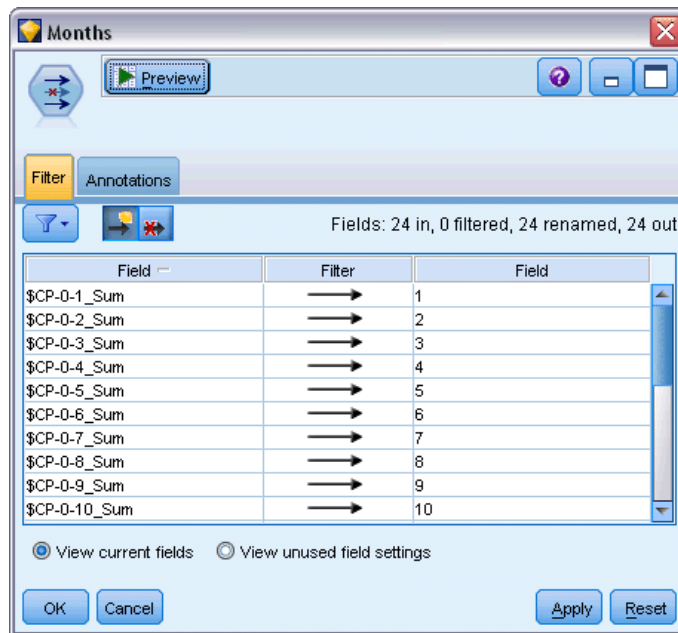 Months
Preview
Filter Annotations
Fields: 24 in, 0 filtered, 24 renamed, 24 out
Field Filter Field
$CP-0-1_Sum 1
$CP-0-2_Sum 2
$CP-0-3_Sum 3
$CP-0-4_Sum 4
$CP-0-5_Sum 5
$CP-0-6_Sum 6
$CP-0-7_Sum 7
$CP-0-8_Sum 8
$CP-0-9_Sum 9
$CP-0-10_Sum 10
View current fields View unused field settings
OK Cancel Apply Reset